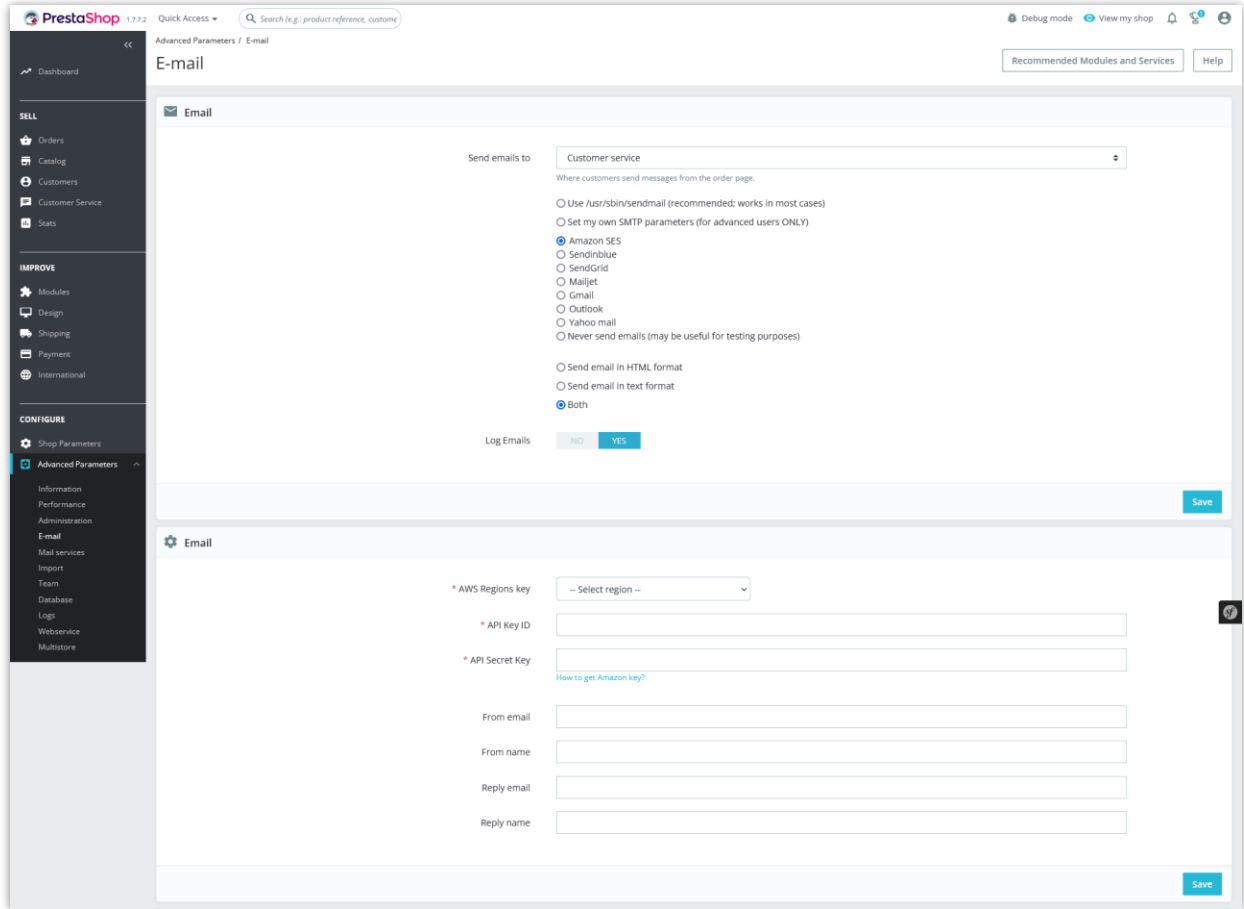 PrestaShop 1.7.7.2 Quick Access Search (e.g.: product reference, custome Debug mode View my shop
Advanced Parameters / E-mail
E-mail
Recommended Modules and Services Help
Dashboard
SELL
Orders
Catalog
Customers
Customer Service
Stats
IMPROVE
Modules
Design
Shipping
Payment
International
CONFIGURE
Shop Parameters
Advanced Parameters
Information
Performance
Administration
E-mail
Mail services
Import
Team
Database
Logs
Webservice
Multistore
Email
Send emails to Customer service
Where customers send messages from the order page.
Use /usr/sbin/sendmail (recommended; works in most cases)
Set my own SMTP parameters (for advanced users ONLY)
Amazon SES
Sendinblue
SendGrid
Mailjet
Gmail
Outlook
Yahoo mail
Never send emails (may be useful for testing purposes)
Send email in HTML format
Send email in text format
Both
Log Emails NO YES
Save
Email
* AWS Regions key -- Select region --
* API Key ID
* API Secret Key
How to get Amazon key?
From email
From name
Reply email
Reply name
Save